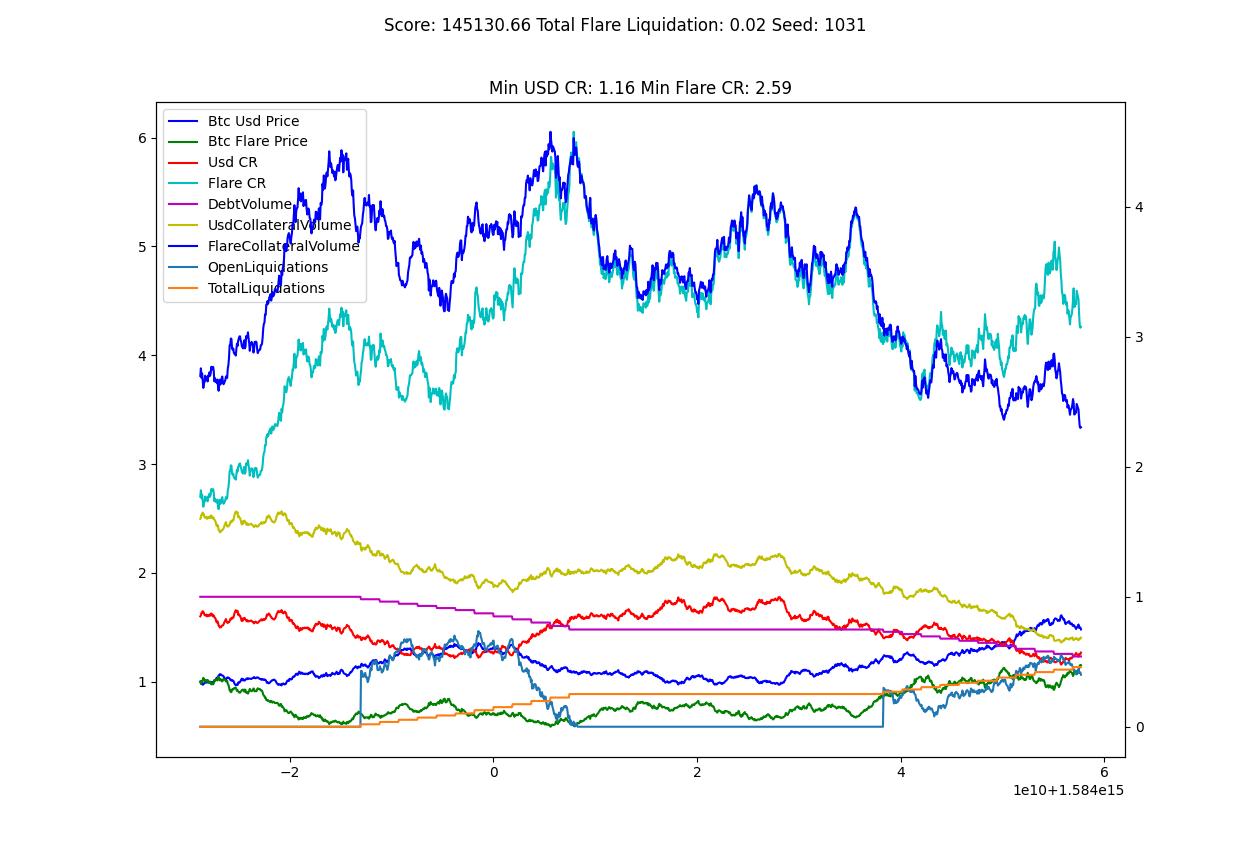 Score: 145130.66 Total Flare Liquidation: 0.02 Seed: 1031
Min USD CR: 1.16 Min Flare CR: 2.59
Btc Usd Price
Btc Flare Price
Usd CR
Flare CR
DebtVolume
UsdCollateralVolume
FlareCollateralVolume
OpenLiquidations
TotalLiquidations
6
5
4
3
2
1
4
3
2
1
0
−2
0
2
4
6
1e10+1.584e15